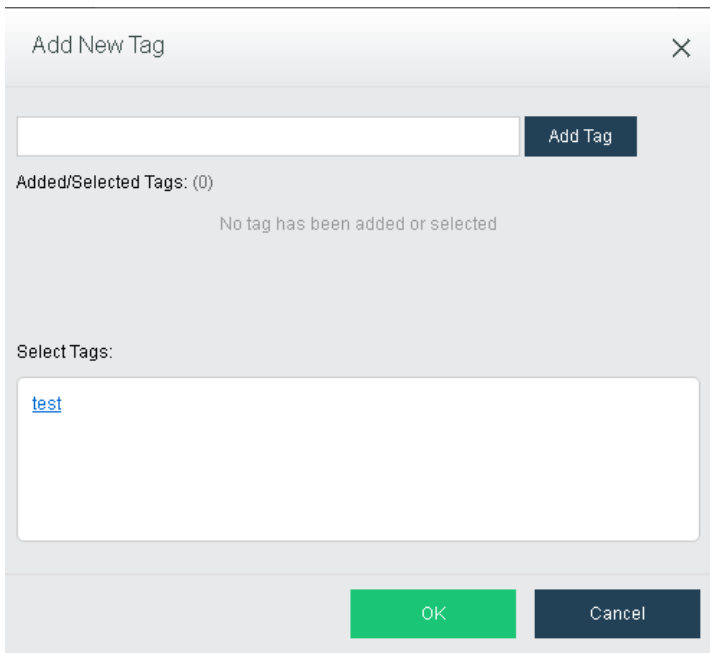 Add New Tag
Add Tag
Added/Selected Tags: (0)
No tag has been added or selected
Select Tags:
test
OK
Cancel